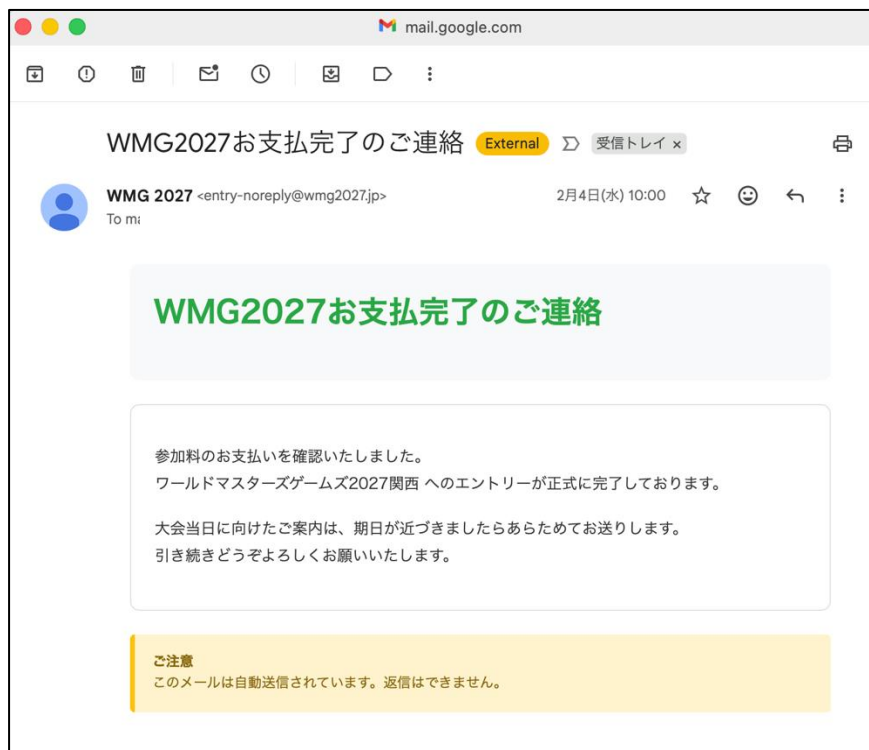 mail.google.com
WMG2027お支払完了のご連絡 External 受信トレイ ×
WMG 2027 <entry-noreply@wmg2027.jp> 2月4日(水) 10:00
To ma
WMG2027お支払完了のご連絡
参加料のお支払いを確認いたしました。
ワールドマスターズゲームズ2027関西 へのエントリーが正式に完了しております。
大会当日に向けたご案内は、期日が近づきましたらあらためてお送りします。
引き続きどうぞよろしくお願いいたします。
ご注意
このメールは自動送信されています。返信はできません。